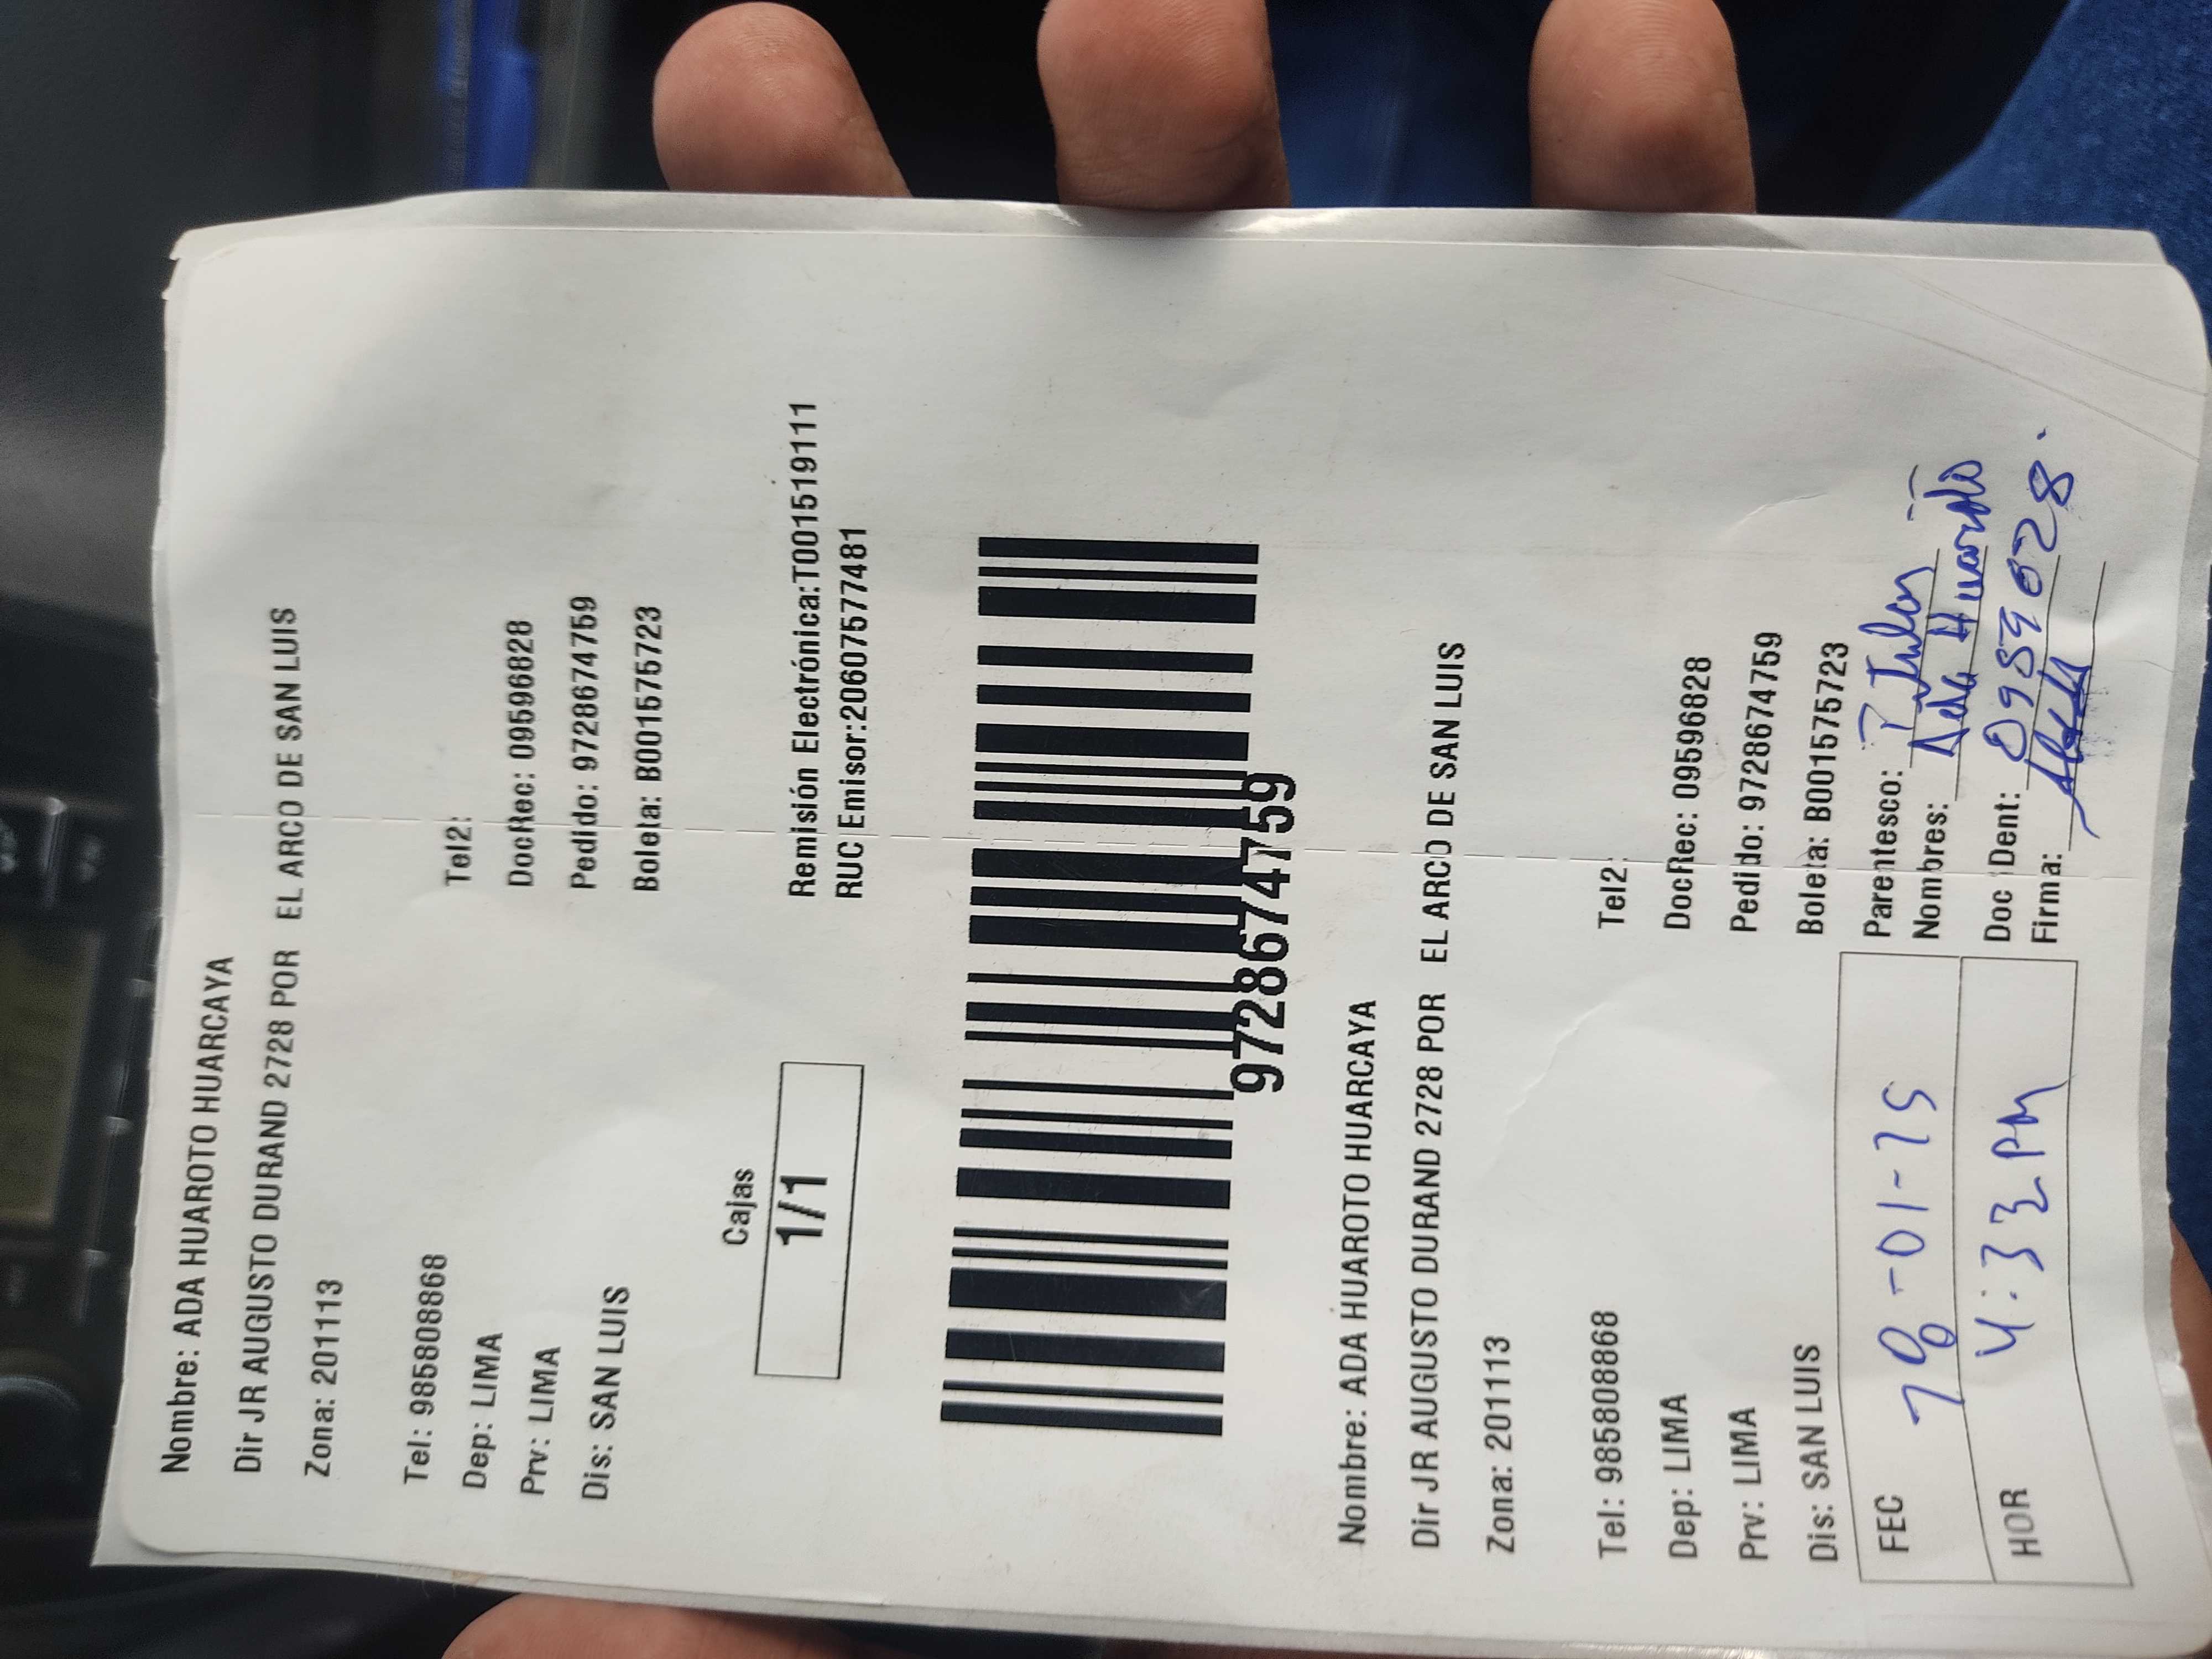 Nombre: ADA HUAROTO HUARCAYA
Dir JR AUGUSTO DURAND 2728 POR EL ARCO DE SAN LUIS
Zona: 201113
Tel: 985808868 Tel2:
Dep: LIMA DocRec: 09596828
Prv: LIMA Pedido: 9728674759
Dis: SAN LUIS Boleta: B001575723
Cajas
1/1
Remisión Electrónica:T001519111
RUC Emisor:20607577481
9728674759
Nombre: ADA HUAROTO HUARCAYA
Dir JR AUGUSTO DURAND 2728 POR EL ARCO DE SAN LUIS
Zona: 201113
Tel: 985808868 Tel2:
Dep: LIMA DocRec: 09596828
Prv: LIMA Pedido: 9728674759
Dis: SAN LUIS Boleta: B001575723
FEC
HOR 4:32 PM
Parentesco:
Nombres: Ada Huaroto
Doc Dent:
Firma: